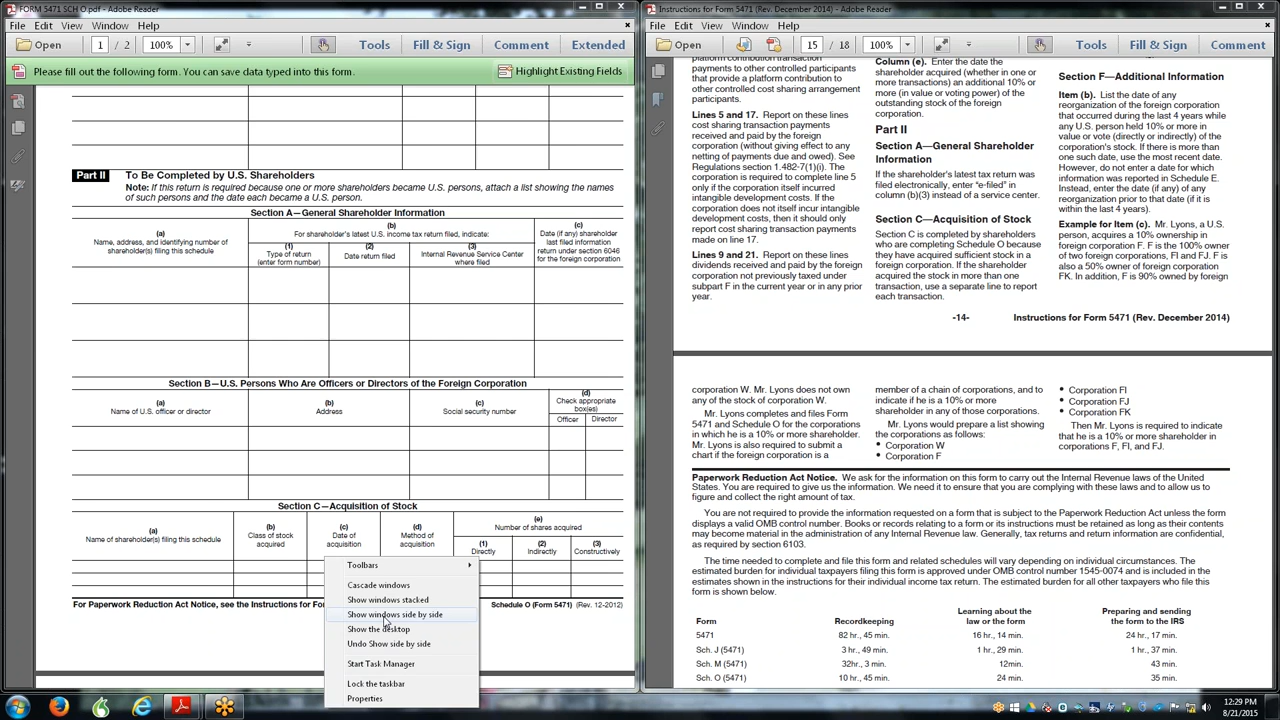 FORM 5471 SCH O.pdf - Adobe Reader
File Edit View Window Help
Open 1 / 2 100% Tools Fill & Sign Comment Extended
Please fill out the following form. You can save data typed into this form.
Highlight Existing Fields
Part II To Be Completed by U.S. Shareholders
Note: If this return is required because one or more shareholders became U.S. persons, attach a list showing the names
of such persons and the date each became a U.S. person.
Section A—General Shareholder Information
(a)
Name, address, and identifying number of
shareholder(s) filing this schedule
(b)
For shareholder's latest U.S. income tax return filed, indicate:
(1)
Type of return
(enter form number)
(2)
Date return filed
(3)
Internal Revenue Service Center
where filed
(c)
Date (if any) shareholder
last filed information
return under section 6046
for the foreign corporation
Section B—U.S. Persons Who Are Officers or Directors of the Foreign Corporation
(a)
Name of U.S. officer or director
(b)
Address
(c)
Social security number
(d)
Check appropriate
box(es)
Officer Director
Section C—Acquisition of Stock
(a)
Name of shareholder(s) filing this schedule
(b)
Class of stock
acquired
(c)
Date of
acquisition
(d)
Method of
acquisition
(e)
Number of shares acquired
(1)
Directly
(2)
Indirectly
(3)
Constructively
For Paperwork Reduction Act Notice, see the Instructions for For
Schedule O (Form 5471) (Rev. 12-2012)
Toolbars
Cascade windows
Show windows stacked
Show windows side by side
Show the desktop
Undo Show side by side
Start Task Manager
Lock the taskbar
Properties
Instructions for Form 5471 (Rev. December 2014) - Adobe Reader
File Edit View Window Help
Open 15 / 18 100% Tools Fill & Sign Comment
platform contribution transaction
payments to other controlled participants
that provide a platform contribution to
other controlled cost sharing arrangement
participants.
Lines 5 and 17. Report on these lines
cost sharing transaction payments
received and paid by the foreign
corporation (without giving effect to any
netting of payments due and owed). See
Regulations section 1.482-7(1)(i). The
corporation is required to complete line 5
only if the corporation itself incurred
intangible development costs. If the
corporation does not itself incur intangible
development costs, then it should only
report cost sharing transaction payments
made on line 17.
Lines 9 and 21. Report on these lines
dividends received and paid by the foreign
corporation not previously taxed under
subpart F in the current year or in any prior
year.
Column (e). Enter the date the
shareholder acquired (whether in one or
more transactions) an additional 10% or
more (in value or voting power) of the
outstanding stock of the foreign
corporation.
Part II
Section A—General Shareholder
Information
If the shareholder's latest tax return was
filed electronically, enter "e-filed" in
column (b)(3) instead of a service center.
Section C—Acquisition of Stock
Section C is completed by shareholders
who are completing Schedule O because
they have acquired sufficient stock in a
foreign corporation. If the shareholder
acquired the stock in more than one
transaction, use a separate line to report
each transaction.
Section F—Additional Information
Item (b). List the date of any
reorganization of the foreign corporation
that occurred during the last 4 years while
any U.S. person held 10% or more in
value or vote (directly or indirectly) of the
corporation's stock. If there is more than
one such date, use the most recent date.
However, do not enter a date for which
information was reported in Schedule E.
Instead, enter the date (if any) of any
reorganization prior to that date (if it is
within the last 4 years).
Example for Item (c). Mr. Lyons, a U.S.
person, acquires a 10% ownership in
foreign corporation F. F is the 100% owner
of two foreign corporations, FI and FJ. F is
also a 50% owner of foreign corporation
FK. In addition, F is 90% owned by foreign
-14- Instructions for Form 5471 (Rev. December 2014)
corporation W. Mr. Lyons does not own
any of the stock of corporation W.
Mr. Lyons completes and files Form
5471 and Schedule O for the corporations
in which he is a 10% or more shareholder.
Mr. Lyons is also required to submit a
chart if the foreign corporation is a
member of a chain of corporations, and to
indicate if he is a 10% or more
shareholder in any of those corporations.
Mr. Lyons would prepare a list showing
the corporations as follows:
• Corporation W
• Corporation F
• Corporation FI
• Corporation FJ
• Corporation FK
Then Mr. Lyons is required to indicate
that he is a 10% or more shareholder in
corporations F, FI, and FJ.
Paperwork Reduction Act Notice. We ask for the information on this form to carry out the Internal Revenue laws of the United
States. You are required to give us the information. We need it to ensure that you are complying with these laws and to allow us to
figure and collect the right amount of tax.
You are not required to provide the information requested on a form that is subject to the Paperwork Reduction Act unless the form
displays a valid OMB control number. Books or records relating to a form or its instructions must be retained as long as their contents
may become material in the administration of any Internal Revenue law. Generally, tax returns and return information are confidential,
as required by section 6103.
The time needed to complete and file this form and related schedules will vary depending on individual circumstances. The
estimated burden for individual taxpayers filing this form is approved under OMB control number 1545-0074 and is included in the
estimates shown in the instructions for their individual income tax return. The estimated burden for all other taxpayers who file this
form is shown below.
Form Recordkeeping Learning about the law or the form Preparing and sending the form to the IRS
5471 82 hr., 45 min. 16 hr., 14 min. 24 hr., 17 min.
Sch. J (5471) 3 hr., 49 min. 1 hr., 29 min. 1 hr., 37 min.
Sch. M (5471) 32hr., 3 min. 12min. 43 min.
Sch. O (5471) 10 hr., 45 min. 24 min. 35 min.
12:29 PM
8/21/2015